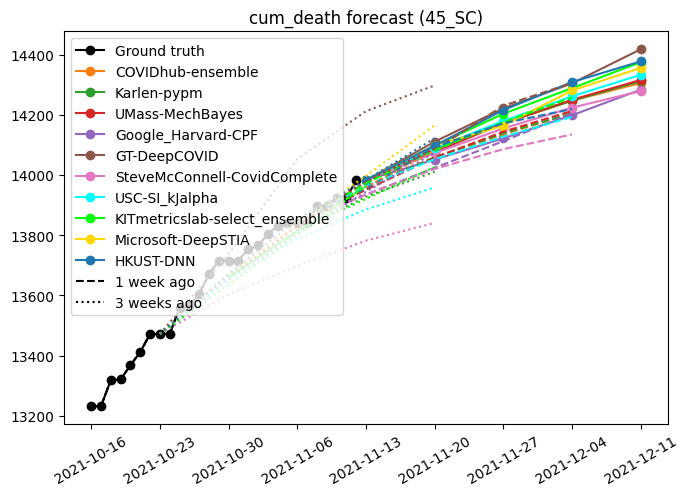 cum_death forecast (45_SC)
14400
14200
14000
13800
13600
13400
13200
Ground truth
COVIDhub-ensemble
Karlen-pypm
UMass-MechBayes
Google_Harvard-CPF
GT-DeepCOVID
SteveMcConnell-CovidComplete
USC-SI_kJalpha
KITmetricslab-select_ensemble
Microsoft-DeepSTIA
HKUST-DNN
1 week ago
3 weeks ago
2021-10-16
2021-10-23
2021-10-30
2021-11-06
2021-11-13
2021-11-20
2021-11-27
2021-12-04
2021-12-11